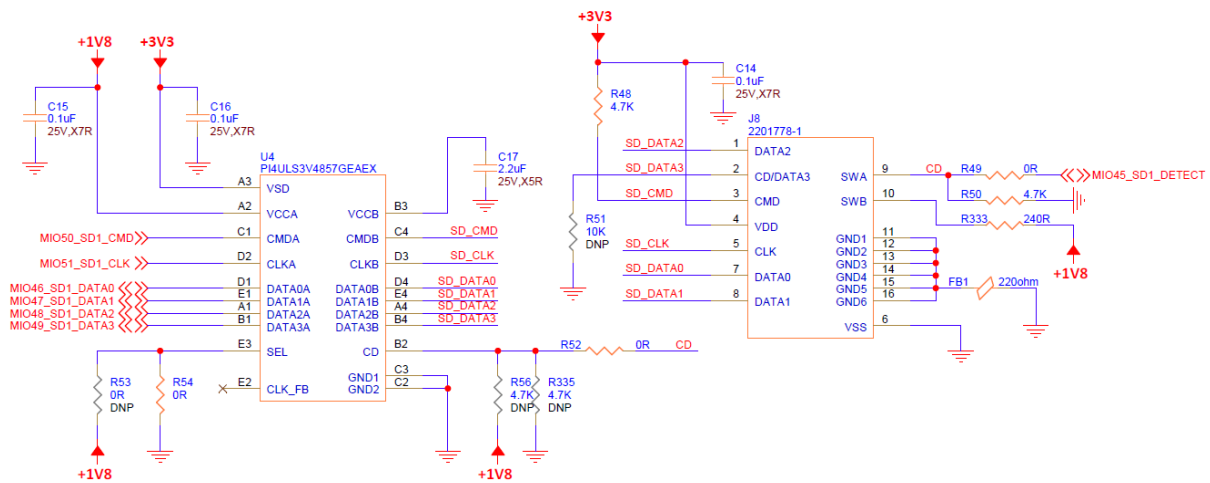 +1V8
+3V3
C15
0.1uF
25V,X7R
C16
0.1uF
25V,X7R
U4
PI4ULS3V4857GEAEX
C17
2.2uF
25V,X5R
A3
VSD
A2
VCCA
VCCB
B3
MIO50_SD1_CMD
C1
CMDA
CMDB
C4
SD_CMD
MIO51_SD1_CLK
D2
CLKA
CLKB
D3
SD_CLK
MIO46_SD1_DATA0
D1
DATA0A
DATA0B
D4
SD_DATA0
MIO47_SD1_DATA1
E1
DATA1A
DATA1B
E4
SD_DATA1
MIO48_SD1_DATA2
A1
DATA2A
DATA2B
A4
SD_DATA2
MIO49_SD1_DATA3
B1
DATA3A
DATA3B
B4
SD_DATA3
E3
SEL
CD
B2
R52
0R
CD
E2
CLK_FB
GND1
C3
GND2
C2
R53
0R
DNP
R54
0R
R56
4.7K
DNP
R335
4.7K
DNP
+1V8
+1V8
+3V3
C14
0.1uF
25V,X7R
R48
4.7K
J8
2201778-1
SD_DATA2
1
DATA2
SD_DATA3
2
CD/DATA3
SD_CMD
3
CMD
4
VDD
SD_CLK
5
CLK
SD_DATA0
7
DATA0
SD_DATA1
8
DATA1
R51
10K
DNP
SWA
9
CD
R49
0R
MIO45_SD1_DETECT
R50
4.7K
SWB
10
R333
240R
+1V8
GND1
11
GND2
12
GND3
13
GND4
14
GND5
15
GND6
16
FB1
220ohm
VSS
6